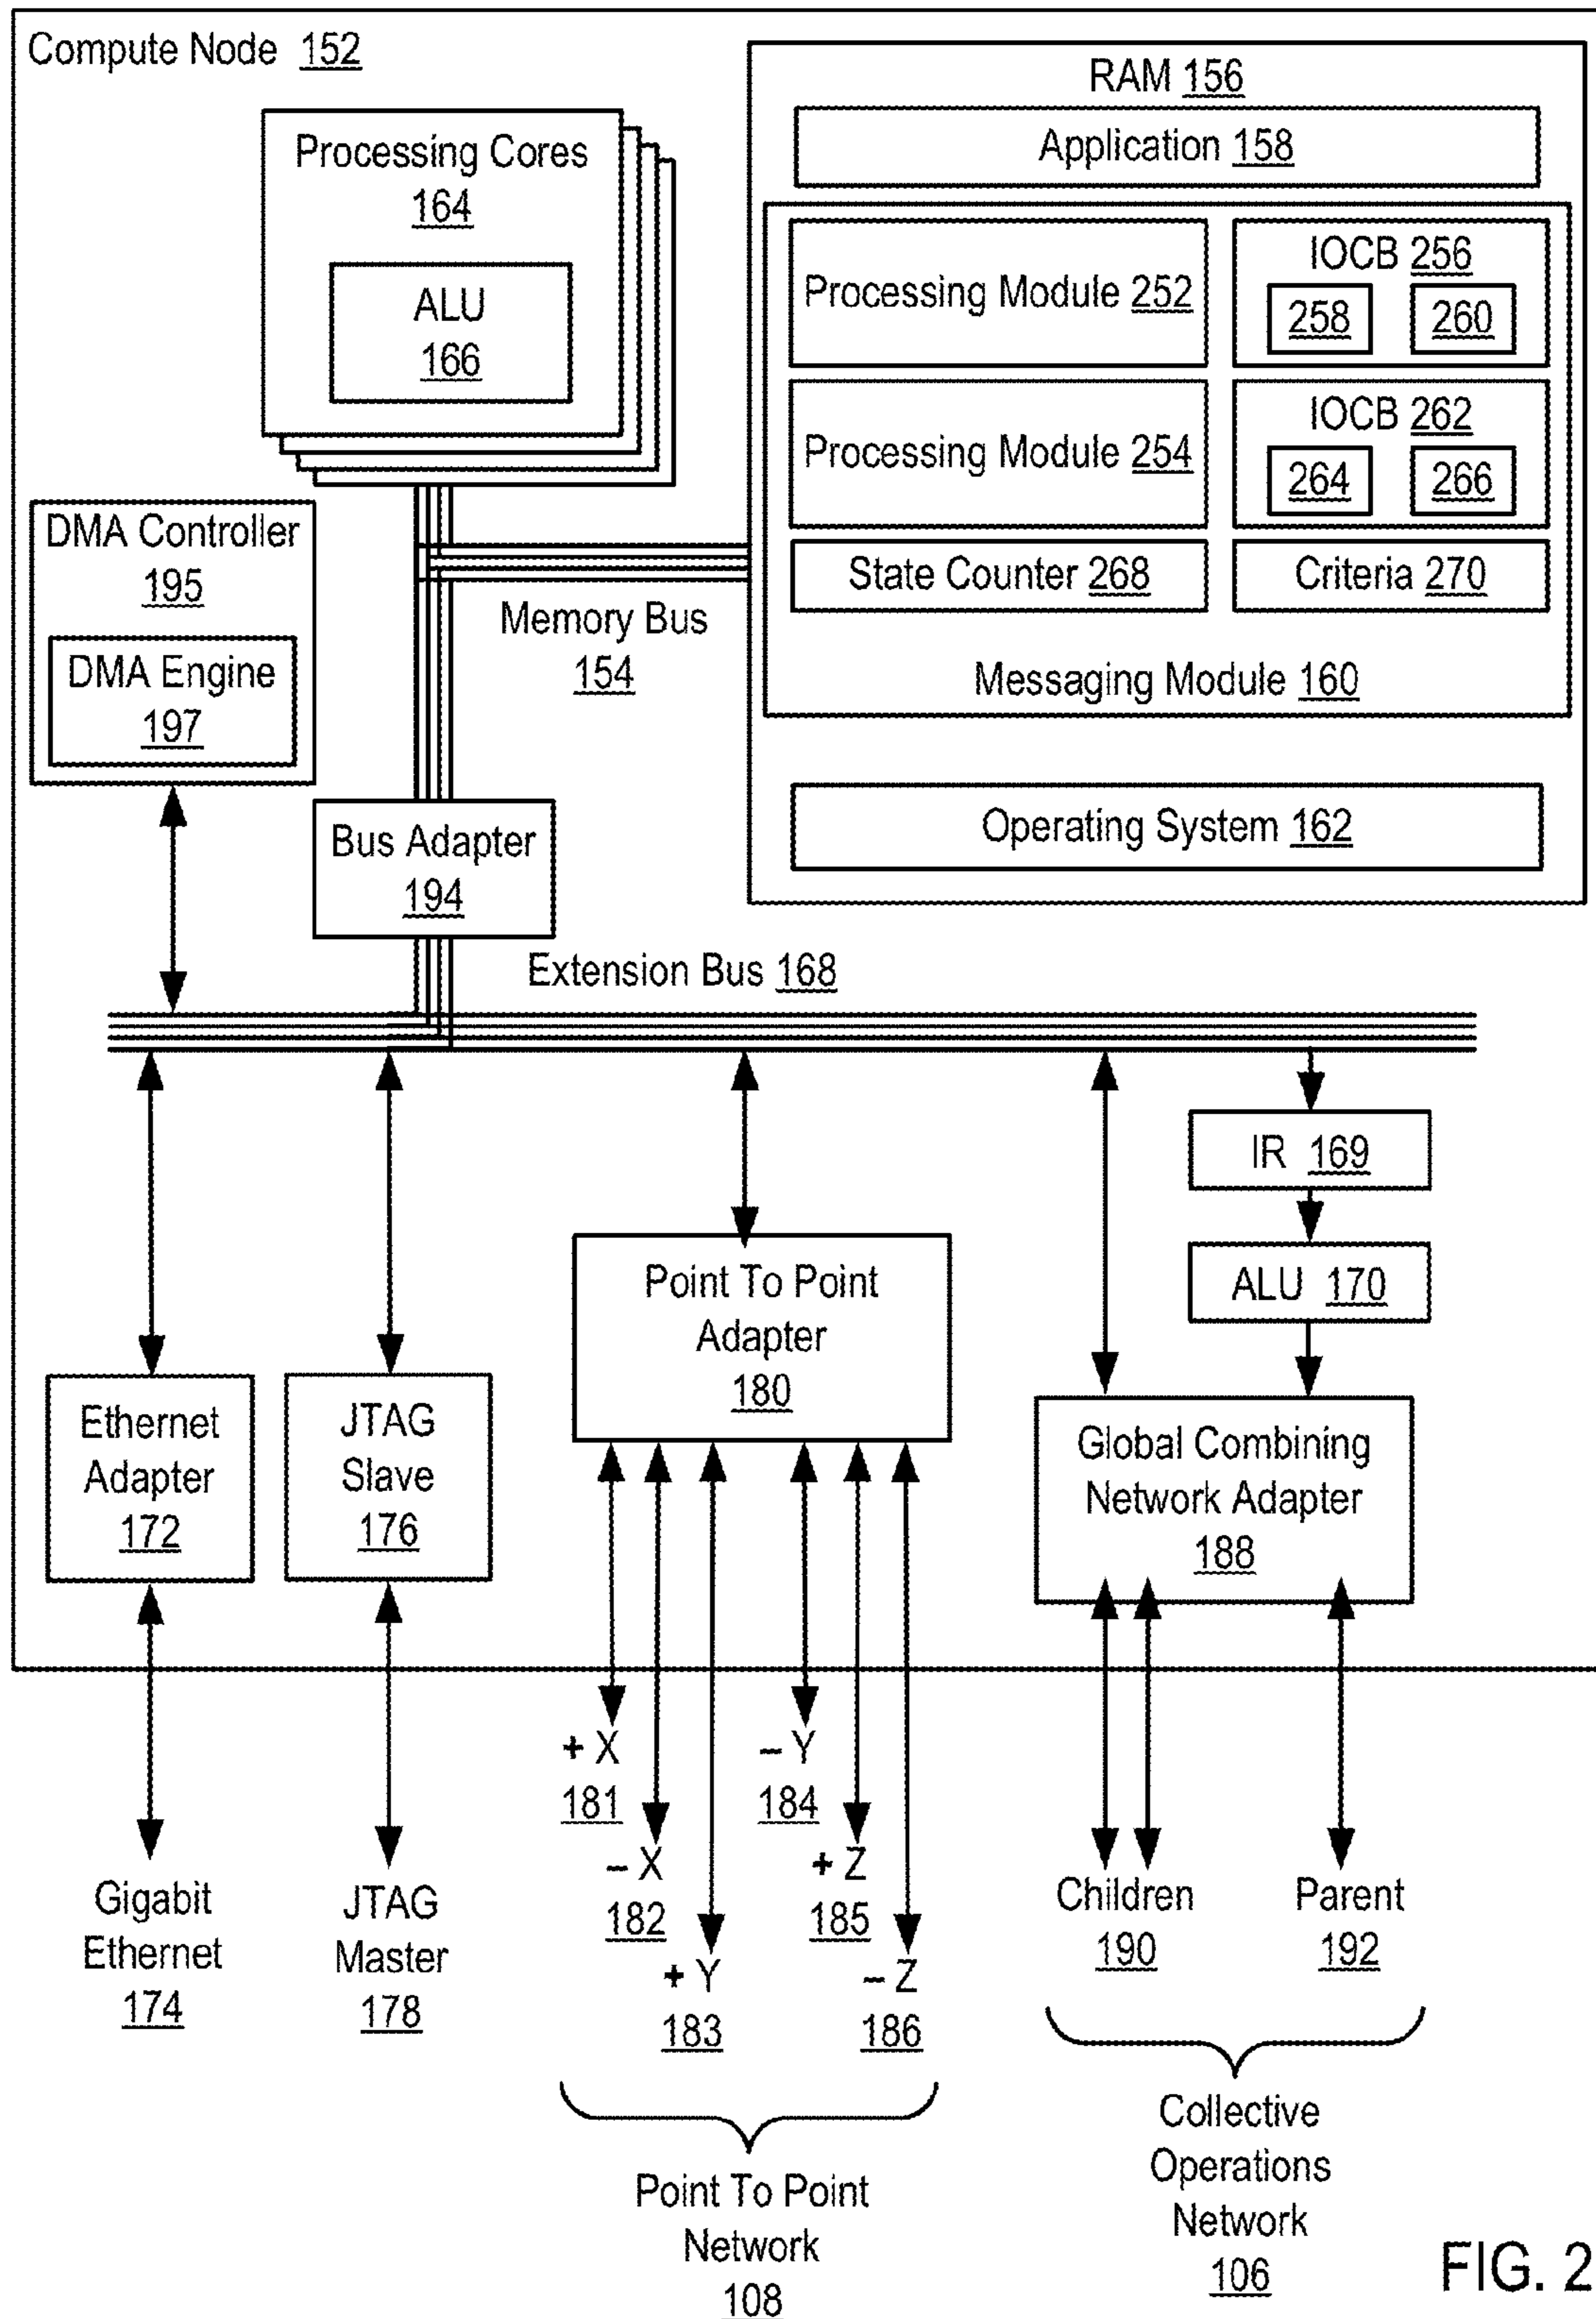 Compute Node 152
Processing Cores
164
ALU
166
RAM 156
Application 158
Processing Module 252
IOCB 256
258 260
Processing Module 254
IOCB 262
264 266
State Counter 268
Criteria 270
Messaging Module 160
Operating System 162
DMA Controller
195
DMA Engine
197
Memory Bus
154
Bus Adapter
194
Extension Bus 168
IR 169
ALU 170
Point To Point
Adapter
180
Ethernet
Adapter
172
JTAG
Slave
176
Global Combining
Network Adapter
188
+ X
181
– X
182
+ Y
183
– Y
184
+ Z
185
– Z
186
Gigabit
Ethernet
174
JTAG
Master
178
Children
190
Parent
192
Point To Point
Network
108
Collective
Operations
Network
106
FIG. 2